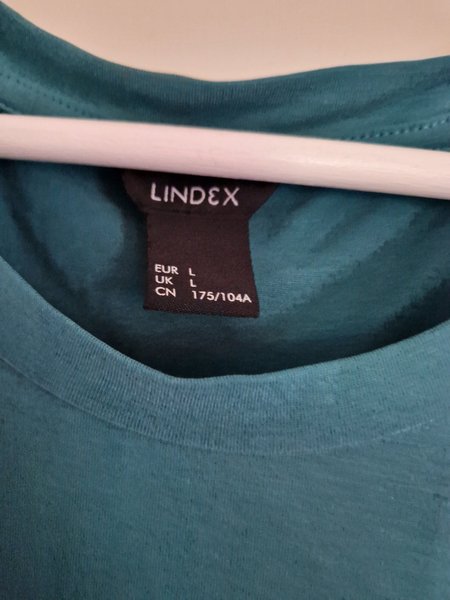 LINDEX
EUR L
UK L
CN 175/104A